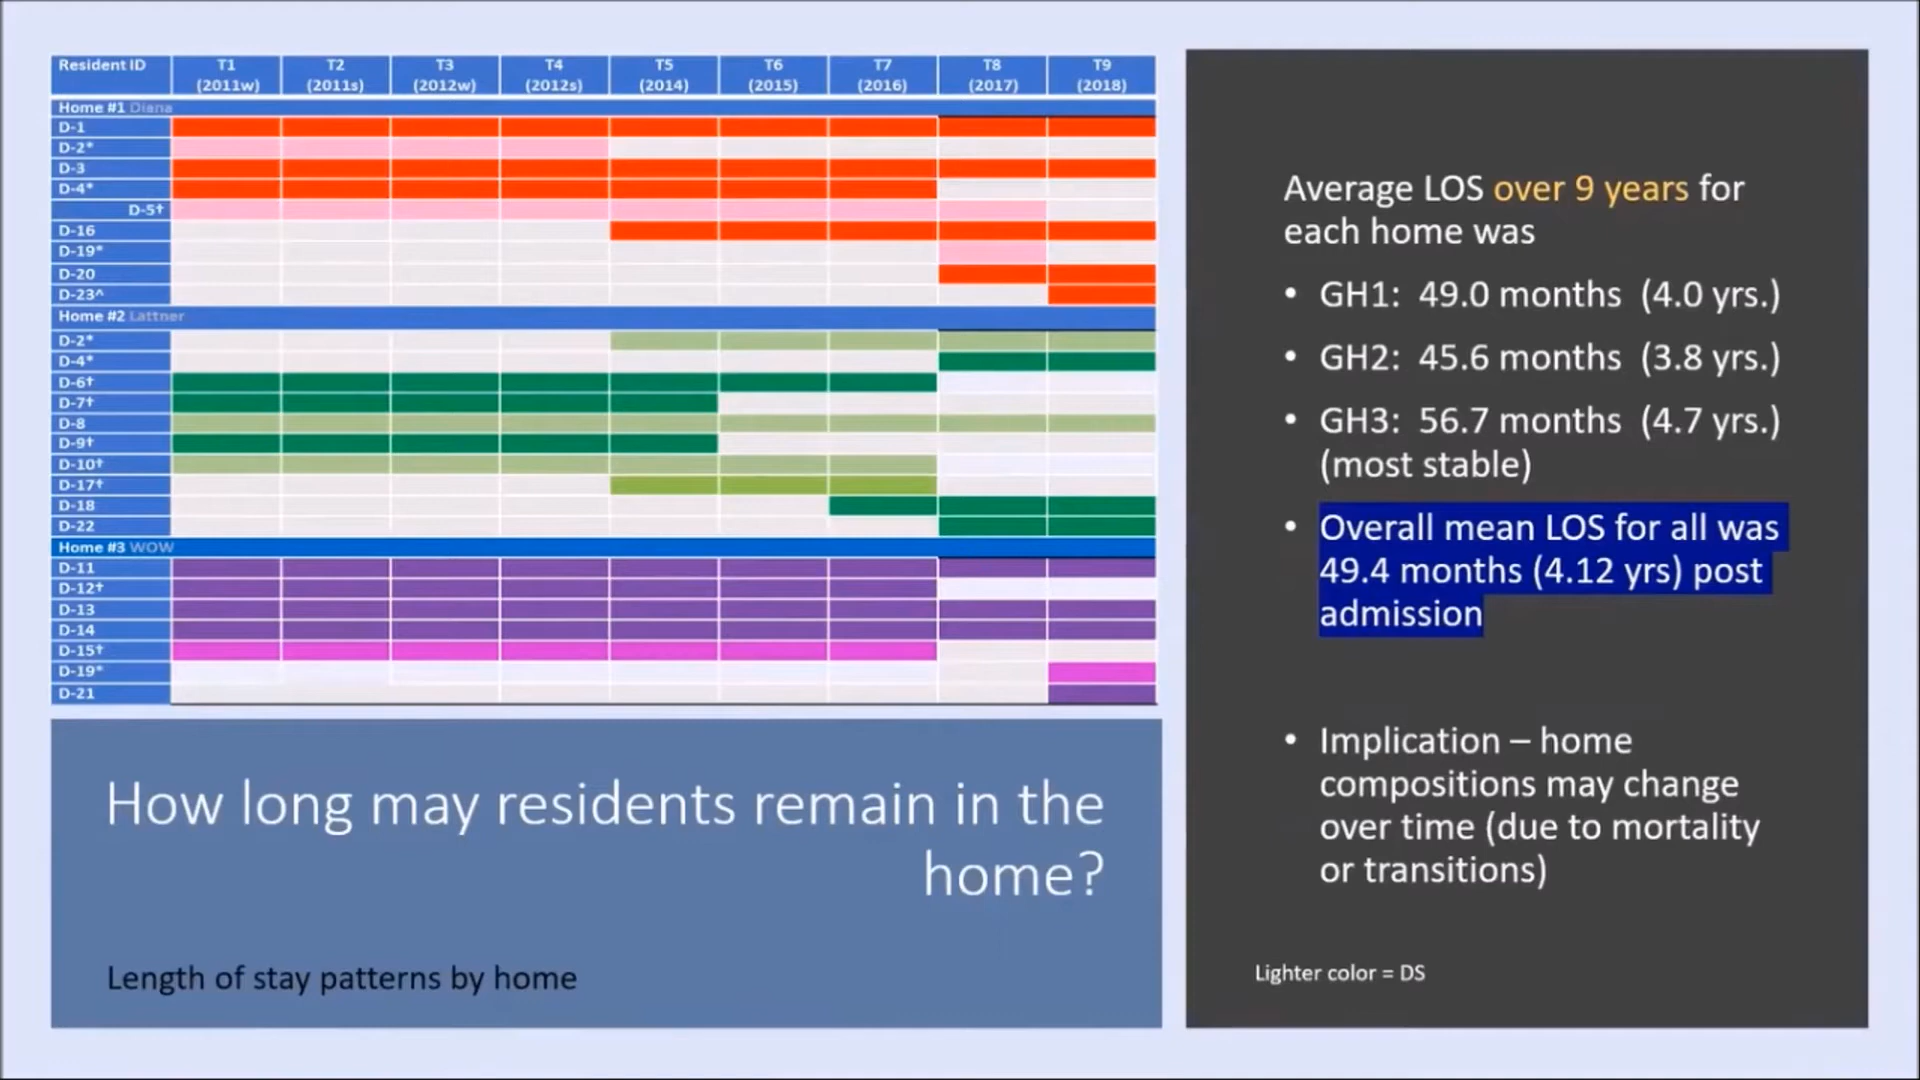 Resident ID T1 T2 T3 T4 T5 T6 T7 T8 T9
(2011w) (2011s) (2012w) (2012s) (2014) (2015) (2016) (2017) (2018)
Home #1 Diana
D-1
D-2*
D-3
D-4*
D-5†
D-16
D-19*
D-20
D-23^
Home #2 Lattner
D-2*
D-4*
D-6†
D-7†
D-8
D-9†
D-10†
D-17†
D-18
D-22
Home #3 WOW
D-11
D-12†
D-13
D-14
D-15†
D-19*
D-21
How long may residents remain in the
home?
Length of stay patterns by home
Average LOS over 9 years for
each home was
• GH1: 49.0 months (4.0 yrs.)
• GH2: 45.6 months (3.8 yrs.)
• GH3: 56.7 months (4.7 yrs.)
(most stable)
• Overall mean LOS for all was
49.4 months (4.12 yrs) post
admission
• Implication – home
compositions may change
over time (due to mortality
or transitions)
Lighter color = DS